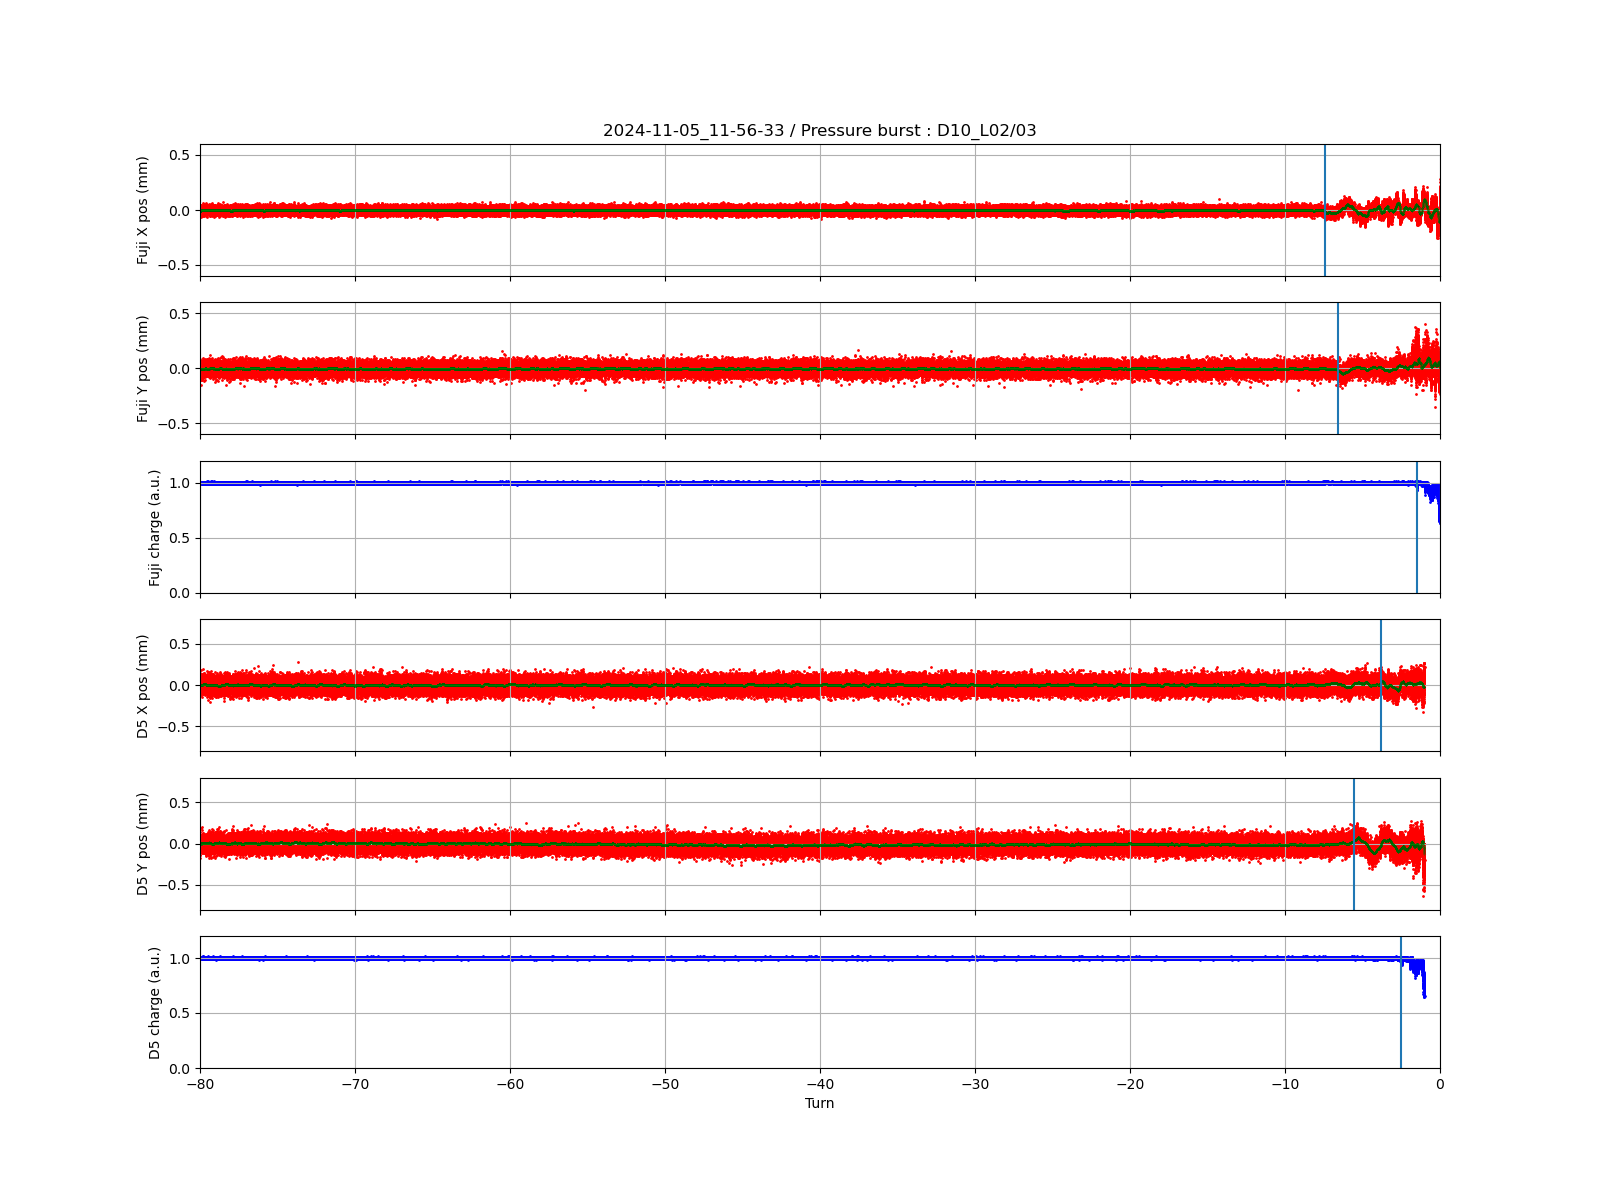 2024-11-05_11-56-33 / Pressure burst : D10_L02/03
Fuji X pos (mm)
0.5
0.0
−0.5
Fuji Y pos (mm)
0.5
0.0
−0.5
Fuji charge (a.u.)
1.0
0.5
0.0
D5 X pos (mm)
0.5
0.0
−0.5
D5 Y pos (mm)
0.5
0.0
−0.5
D5 charge (a.u.)
1.0
0.5
0.0
−80 −70 −60 −50 −40 −30 −20 −10 0
Turn